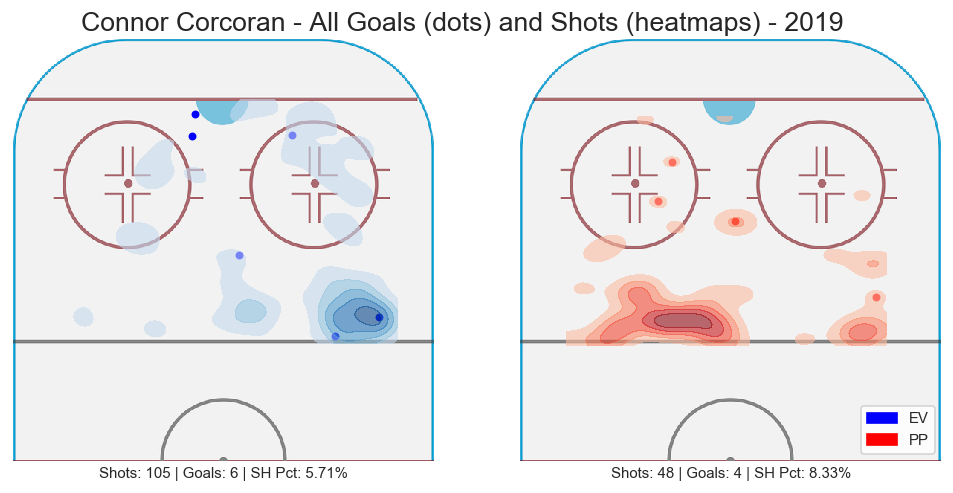 Connor Corcoran - All Goals (dots) and Shots (heatmaps) - 2019
EV
PP
Shots: 105 | Goals: 6 | SH Pct: 5.71%
Shots: 48 | Goals: 4 | SH Pct: 8.33%